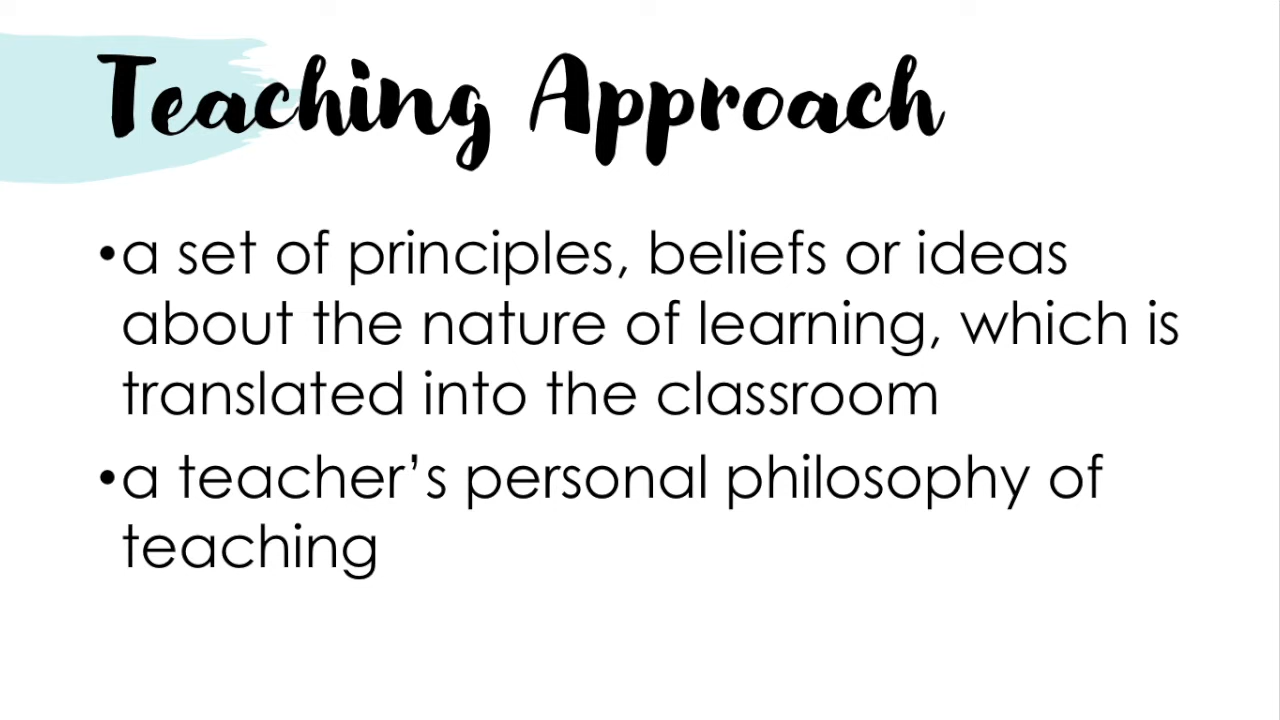 Teaching Approach
•a set of principles, beliefs or ideas
about the nature of learning, which is
translated into the classroom
•a teacher’s personal philosophy of
teaching